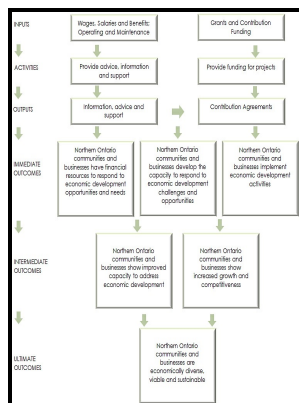 INPUTS
Wages, Salaries and Benefits;
Operating and Maintenance
Grants and Contribution
Funding
ACTIVITIES
Provide advice, information
and support
Provide funding for projects
OUTPUTS
Information, advice and
support
Contribution Agreements
IMMEDIATE
OUTCOMES
Northern Ontario
communities and
businesses have financial
resources to respond to
economic development
opportunities and needs
Northern Ontario
communities and
businesses develop the
capacity to respond to
economic development
challenges and
opportunities
Northern Ontario
communities and
businesses implement
economic development
activities
INTERMEDIATE
OUTCOMES
Northern Ontario
communities and
businesses show improved
capacity to address
economic development
Northern Ontario
communities and
businesses show
increased growth and
competitiveness
ULTIMATE
OUTCOMES
Northern Ontario
communities and
businesses are
economically diverse,
viable and sustainable